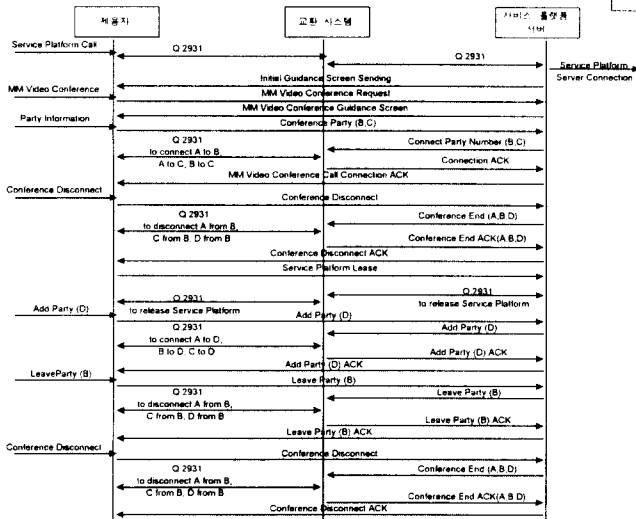 제용자
교환 시스템
서비스 플랫폼
서버
Service Platform Call
Q 2931
Q 2931
Service Platform
Server Connection
Initial Guidance Screen Sending
MM Video Conference
MM Video Conference Request
MM Video Conference Guidance Screen
Party Information
Conference Party (B,C)
Q 2931
to connect A to B,
A to C, B to C
Connect Party Number (B,C)
Connection ACK
MM Video Conference Call Connection ACK
Conference Disconnect
Conference Disconnect
Q 2931
to disconnect A from B,
C from B, D from B
Conference End (A,B,D)
Conference End ACK(A,B,D)
Conference Disconnect ACK
Service Platform Lease
Q 2931
to release Service Platform
Q 2931
to release Service Platform
Add Party (D)
Add Party (D)
Q 2931
to connect A to D,
B to D, C to D
Add Party (D)
Add Party (D) ACK
Add Party (D) ACK
LeaveParty (B)
Leave Party (B)
Q 2931
to disconnect A from B,
C from B, D from B
Leave Party (B)
Leave Party (B) ACK
Leave Party (B) ACK
Conference Disconnect
Conference Disconnect
Q 2931
to disconnect A from B,
C from B, D from B
Conference End (A,B,D)
Conference End ACK(A,B,D)
Conference Disconnect ACK